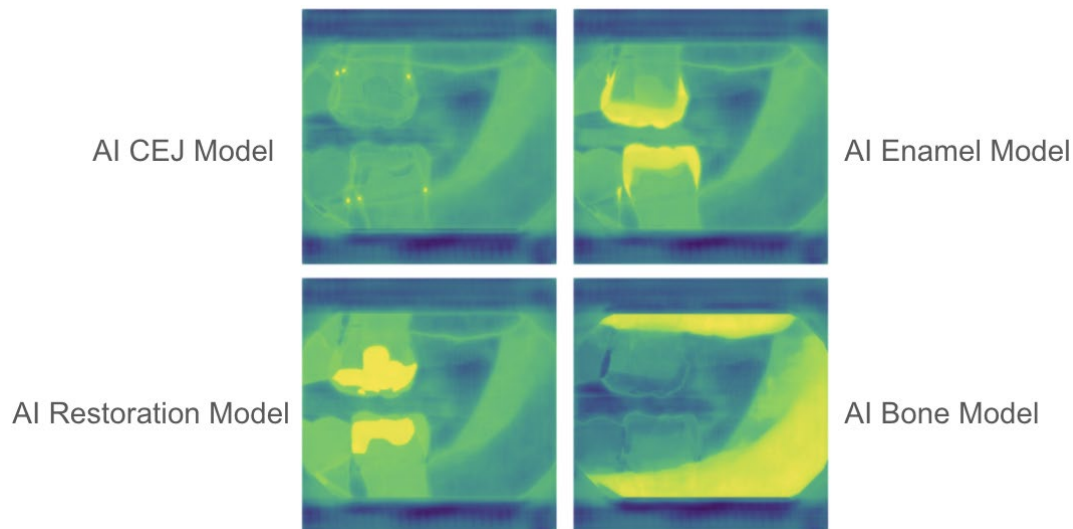 AI CEJ Model
AI Enamel Model
AI Restoration Model
AI Bone Model